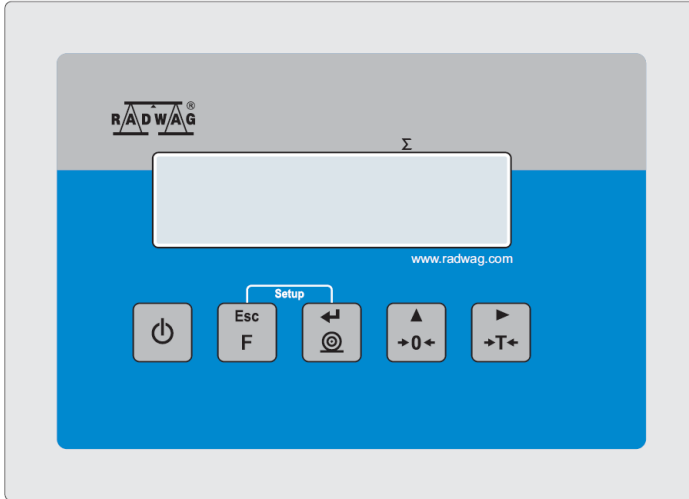 RADWAG®
Σ
www.radwag.com
Setup
Esc
F
→0←
→T←